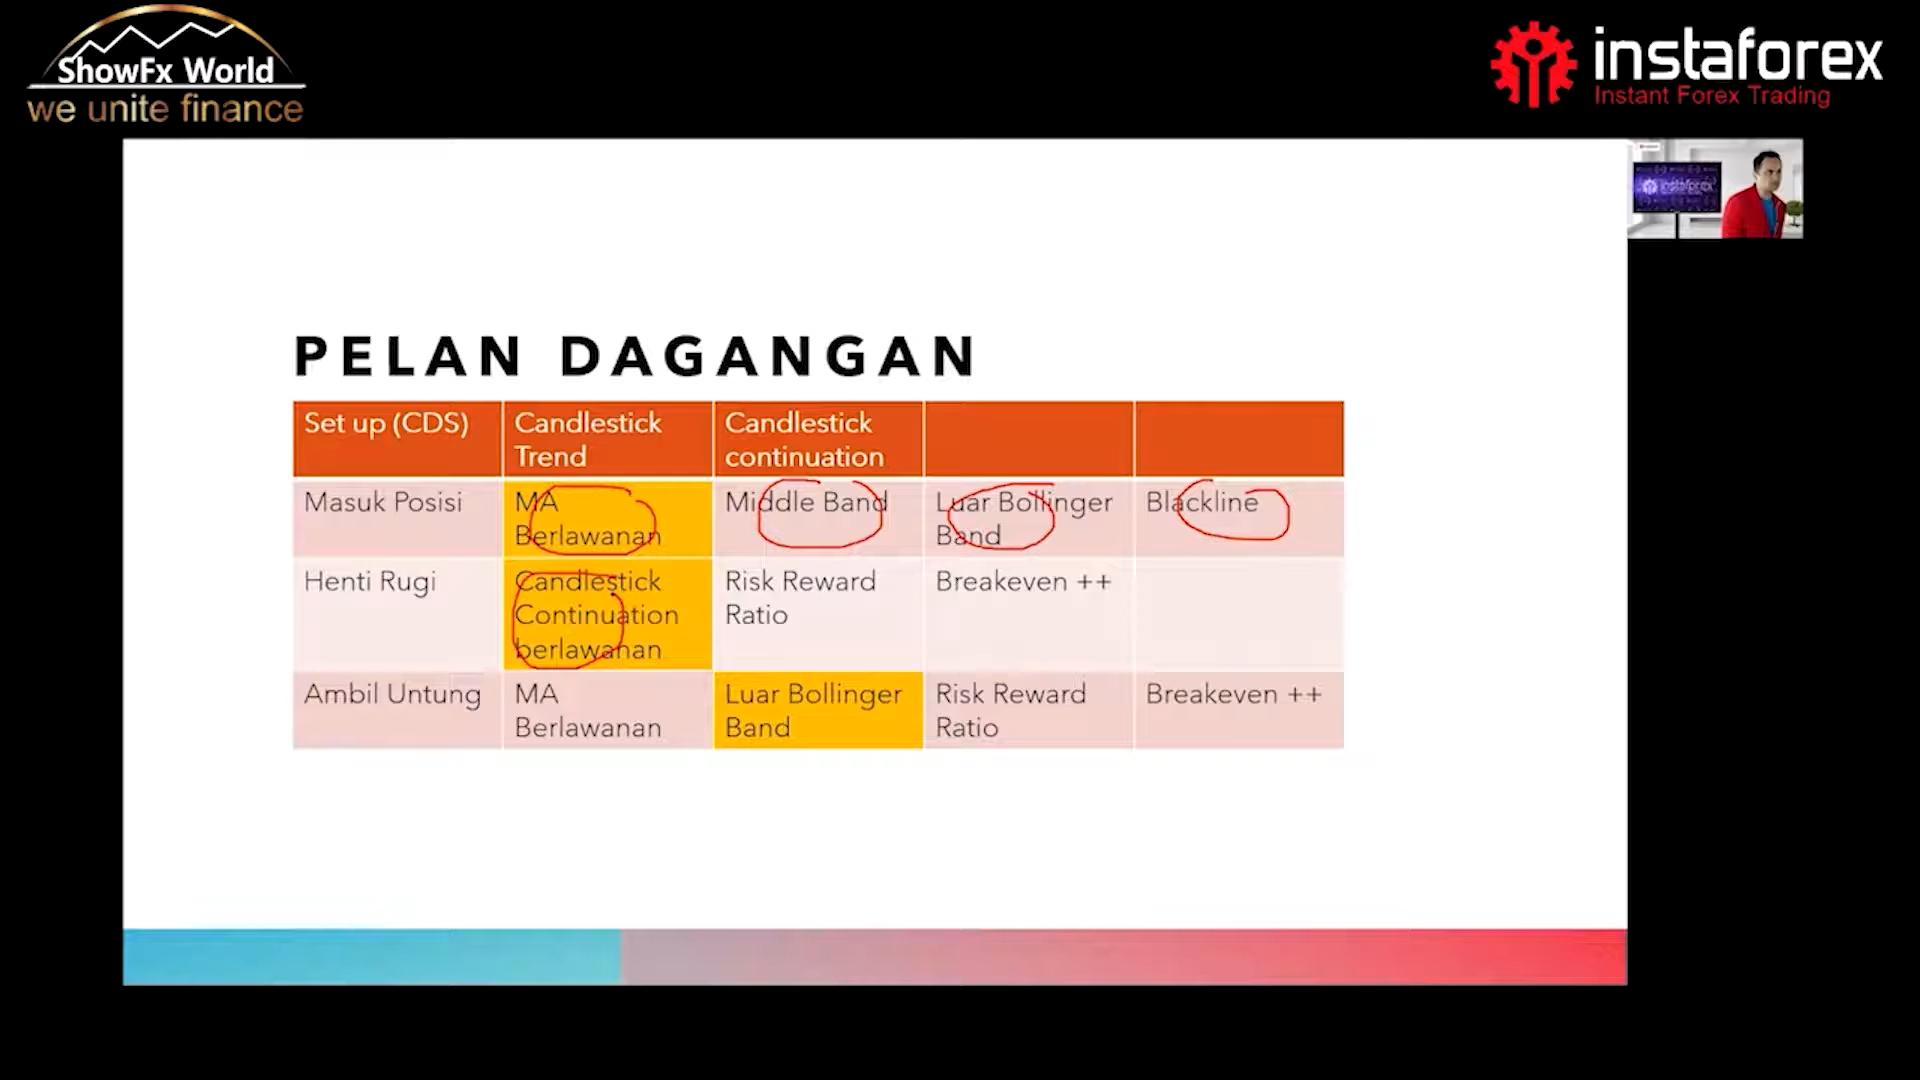 ShowFx World
we unite finance
instaforex
Instant Forex Trading
instaforex
PELAN DAGANGAN
Set up (CDS)
Candlestick
Trend
Candlestick
continuation
Masuk Posisi
MA
Berlawanan
Middle Band
Luar Bollinger
Band
Blackline
Henti Rugi
Candlestick
Continuation
berlawanan
Risk Reward
Ratio
Breakeven ++
Ambil Untung
MA
Berlawanan
Luar Bollinger
Band
Risk Reward
Ratio
Breakeven ++